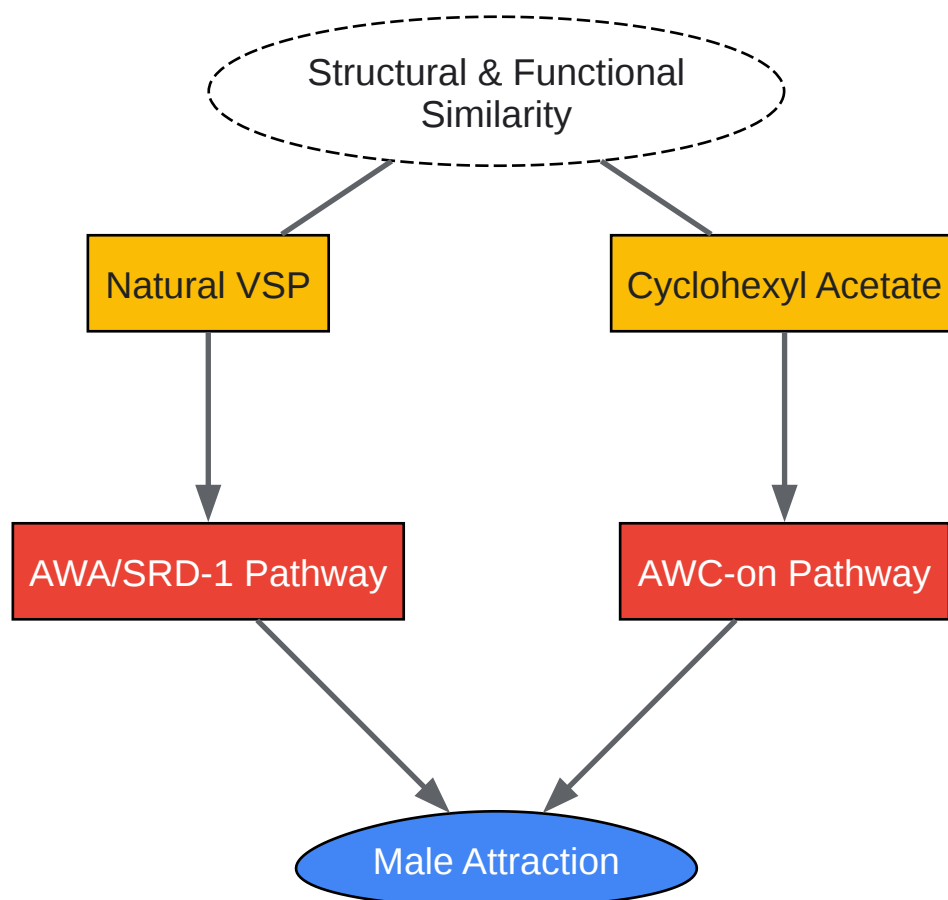 Structural & Functional
Similarity
Natural VSP
Cyclohexyl Acetate
AWA/SRD-1 Pathway
AWC-on Pathway
Male Attraction